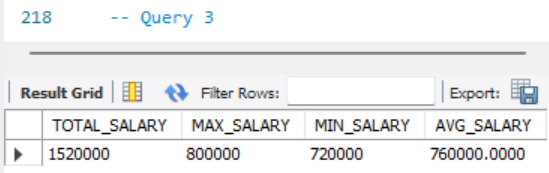 218 -- Query 3
Result Grid Filter Rows: Export:
TOTAL_SALARY MAX_SALARY MIN_SALARY AVG_SALARY
1520000 800000 720000 760000.0000